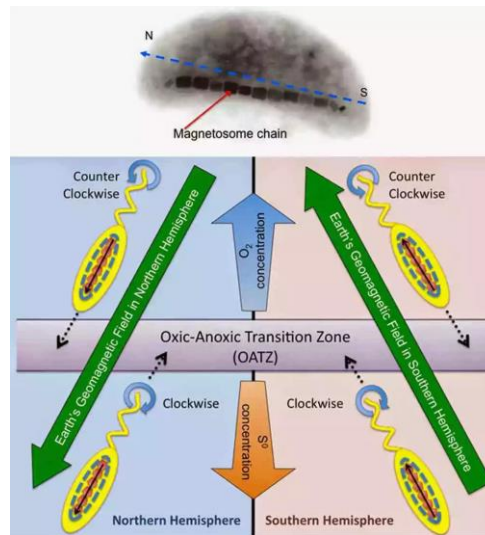 N
S
Magnetosome chain
Counter
Clockwise
Counter
Clockwise
Earth's Geomagnetic Field in Northern Hemisphere
O2
concentration
Earth's Geomagnetic Field in Southern Hemisphere
Oxic-Anoxic Transition Zone
(OATZ)
Clockwise
Clockwise
S⁰
concentration
Northern Hemisphere
Southern Hemisphere